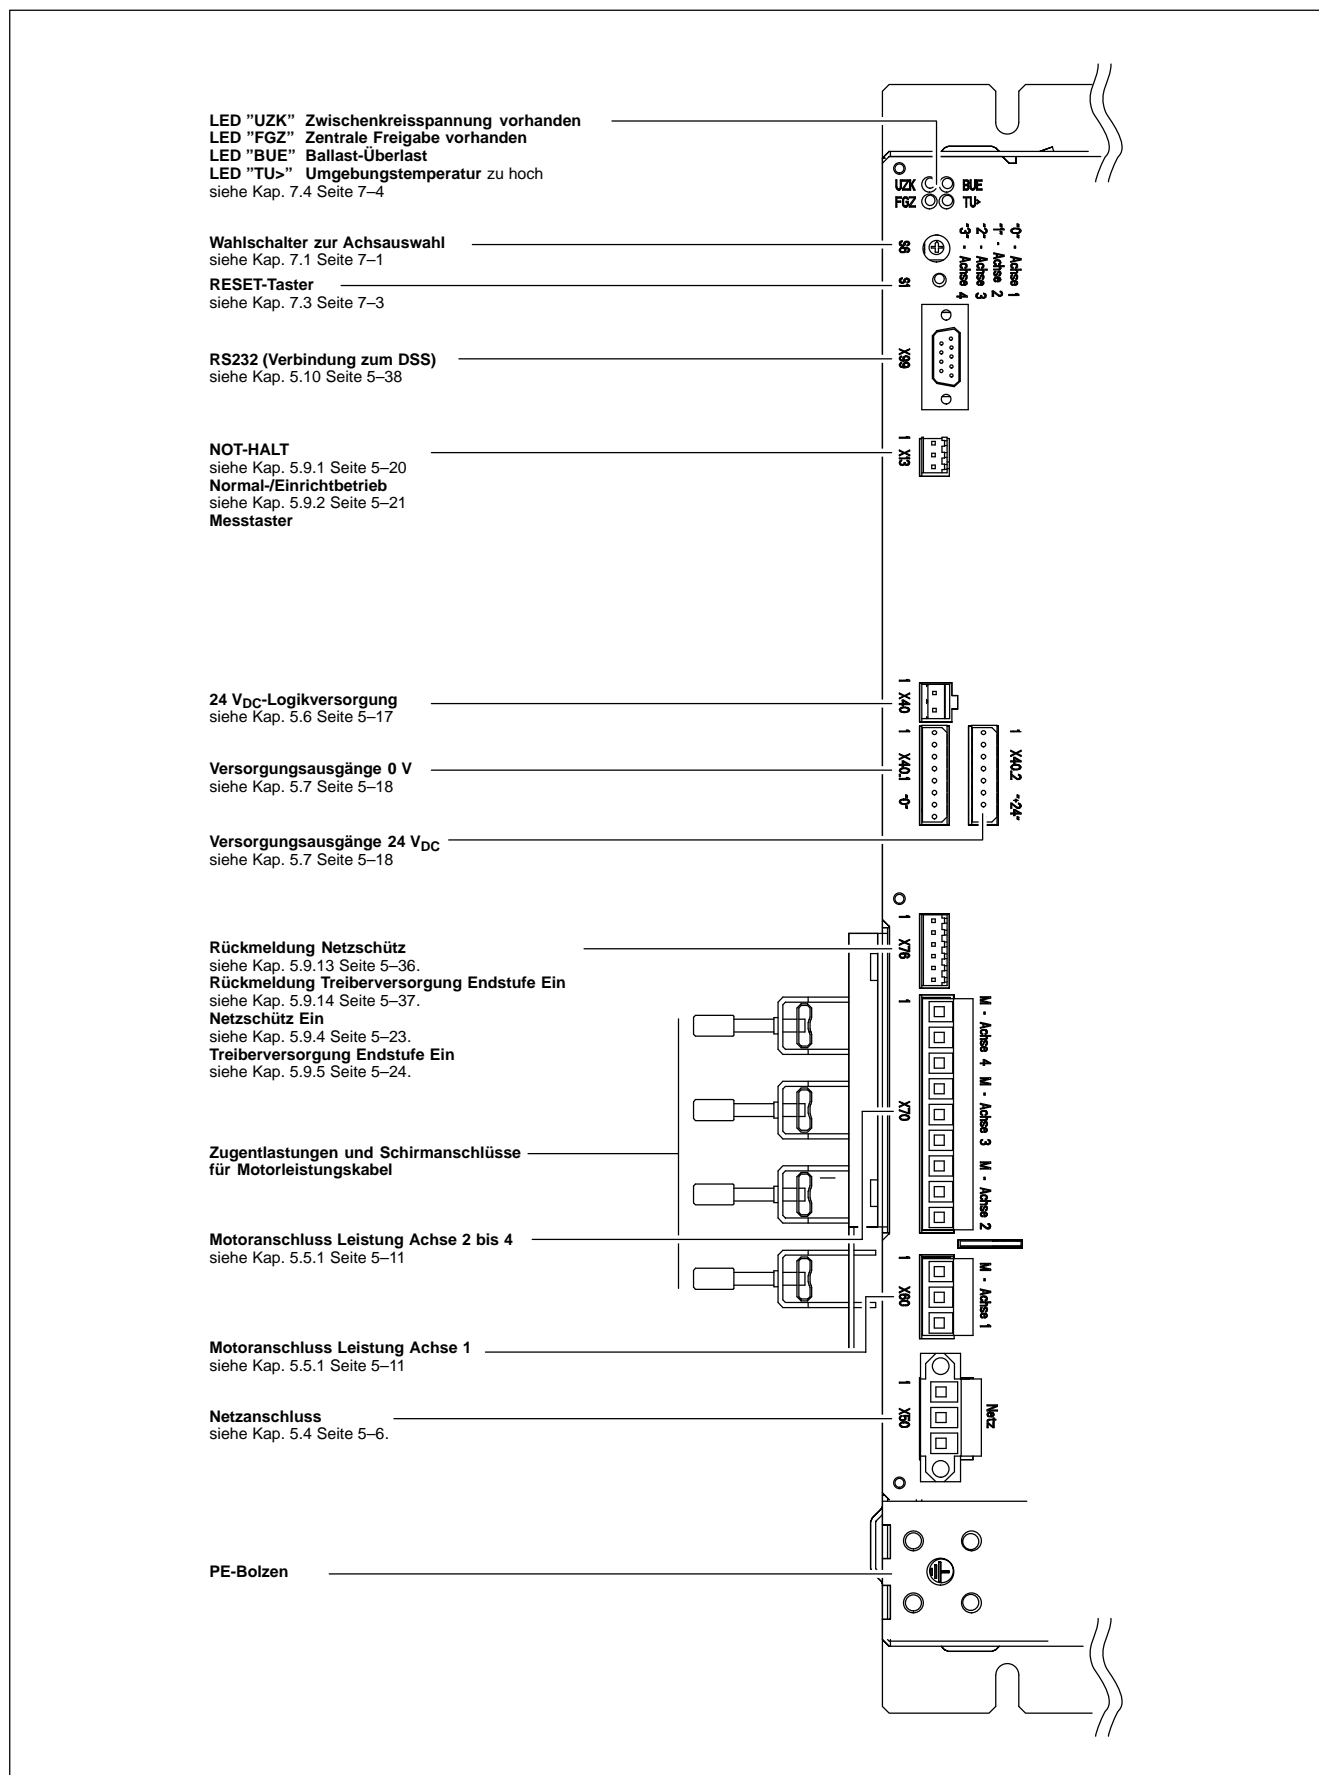 LED ”UZK” Zwischenkreisspannung vorhanden
LED ”FGZ” Zentrale Freigabe vorhanden
LED ”BUE” Ballast-Überlast
LED ”TU>” Umgebungstemperatur zu hoch
siehe Kap. 7.4 Seite 7–4
UZK BUE
FGZ TU>
Wahlschalter zur Achsauswahl
siehe Kap. 7.1 Seite 7–1
S6
"0" - Achse 1
"1" - Achse 2
"2" - Achse 3
"3" - Achse 4
RESET-Taster
siehe Kap. 7.3 Seite 7–3
S1
RS232 (Verbindung zum DSS)
siehe Kap. 5.10 Seite 5–38
X99
NOT-HALT
siehe Kap. 5.9.1 Seite 5–20
Normal-/Einrichtbetrieb
siehe Kap. 5.9.2 Seite 5–21
Messtaster
1 X13
24 VDC-Logikversorgung
siehe Kap. 5.6 Seite 5–17
1 X40
Versorgungsausgänge 0 V
siehe Kap. 5.7 Seite 5–18
1 X40.1 "0"
1 X40.2 "+24"
Versorgungsausgänge 24 VDC
siehe Kap. 5.7 Seite 5–18
Rückmeldung Netzschütz
siehe Kap. 5.9.13 Seite 5–36.
Rückmeldung Treiberversorgung Endstufe Ein
siehe Kap. 5.9.14 Seite 5–37.
Netzschütz Ein
siehe Kap. 5.9.4 Seite 5–23.
Treiberversorgung Endstufe Ein
siehe Kap. 5.9.5 Seite 5–24.
1 X76
1 X70
M - Achse 4 M - Achse 3 M - Achse 2
Zugentlastungen und Schirmanschlüsse
für Motorleistungskabel
Motoranschluss Leistung Achse 2 bis 4
siehe Kap. 5.5.1 Seite 5–11
1 X60
M - Achse 1
Motoranschluss Leistung Achse 1
siehe Kap. 5.5.1 Seite 5–11
Netzanschluss
siehe Kap. 5.4 Seite 5–6.
1 X50
Netz
PE-Bolzen